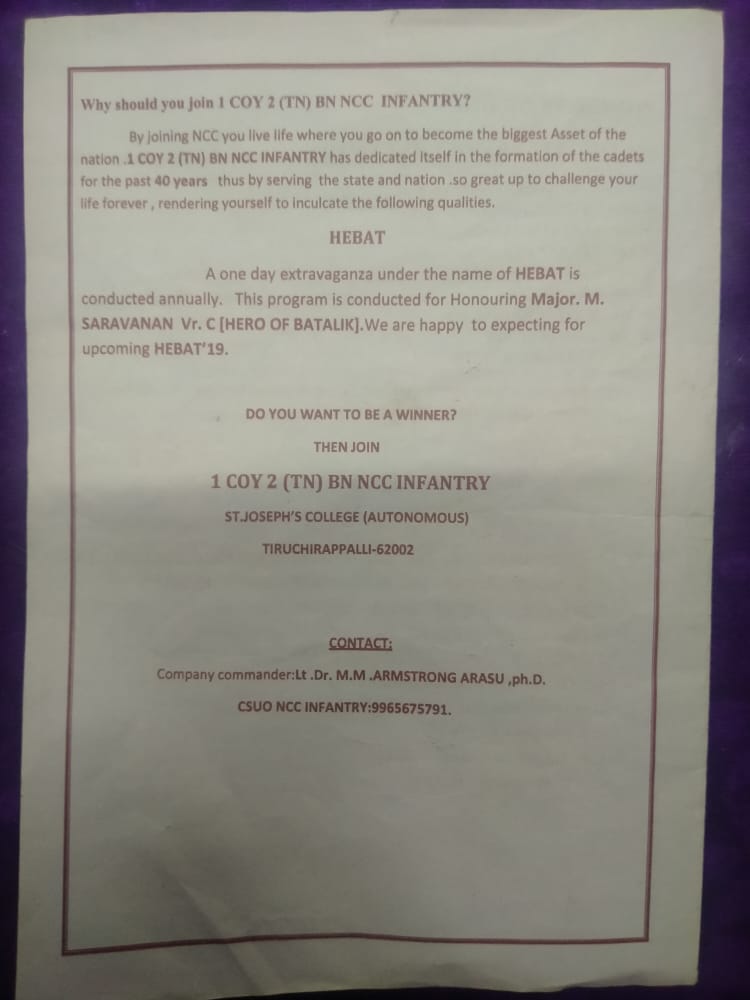 Why should you join 1 COY 2 (TN) BN NCC INFANTRY?
By joining NCC you live life where you go on to become the biggest Asset of the
nation .1 COY 2 (TN) BN NCC INFANTRY has dedicated itself in the formation of the cadets
for the past 40 years thus by serving the state and nation .so great up to challenge your
life forever , rendering yourself to inculcate the following qualities.
HEBAT
A one day extravaganza under the name of HEBAT is
conducted annually. This program is conducted for Honouring Major. M.
SARAVANAN Vr. C [HERO OF BATALIK].We are happy to expecting for
upcoming HEBAT'19.
DO YOU WANT TO BE A WINNER?
THEN JOIN
1 COY 2 (TN) BN NCC INFANTRY
ST.JOSEPH'S COLLEGE (AUTONOMOUS)
TIRUCHIRAPPALLI-62002
CONTACT:
Company commander:Lt .Dr. M.M .ARMSTRONG ARASU ,ph.D.
CSUO NCC INFANTRY:9965675791.